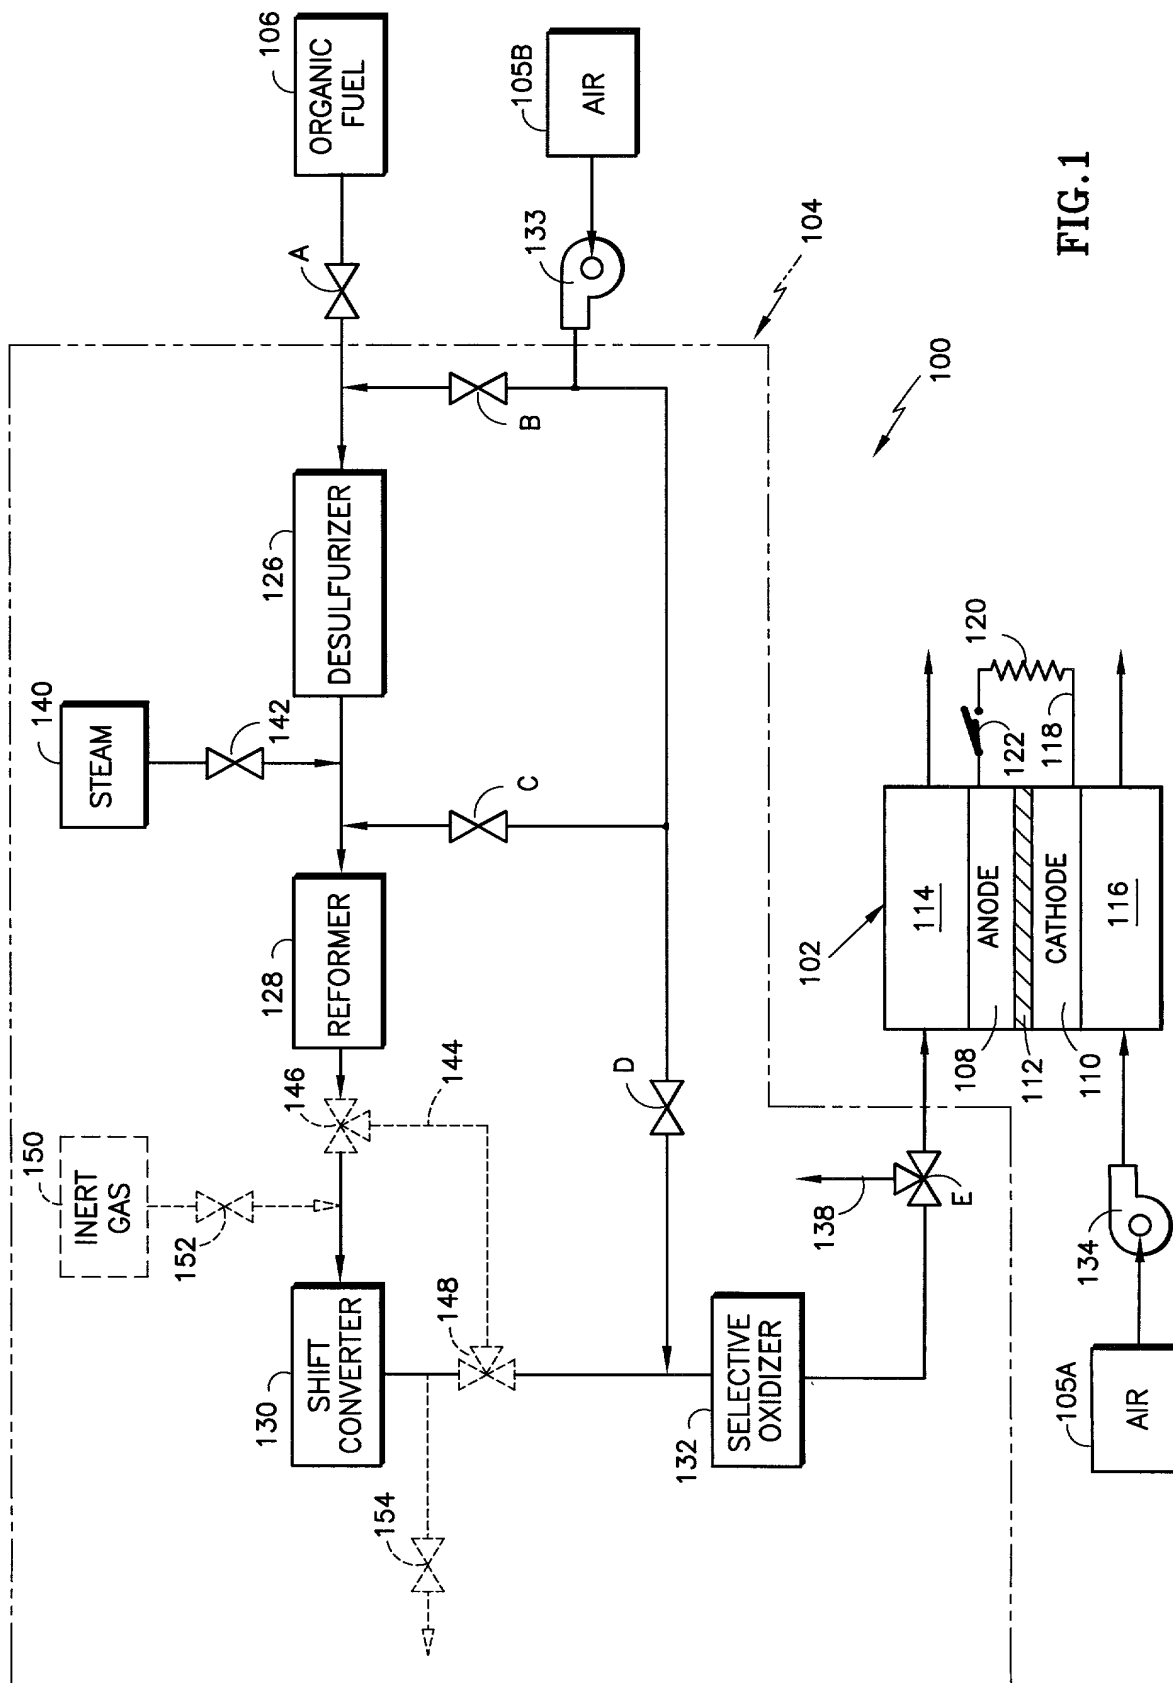 106
ORGANIC
FUEL
A
105B
AIR
133
104
B
126
DESULFURIZER
140
STEAM
142
C
100
128
REFORMER
146
144
150
INERT
GAS
152
130
SHIFT
CONVERTER
148
154
D
132
SELECTIVE
OXIDIZER
138
E
102
114
ANODE
CATHODE
116
108
112
110
118
120
122
134
105A
AIR
FIG.1